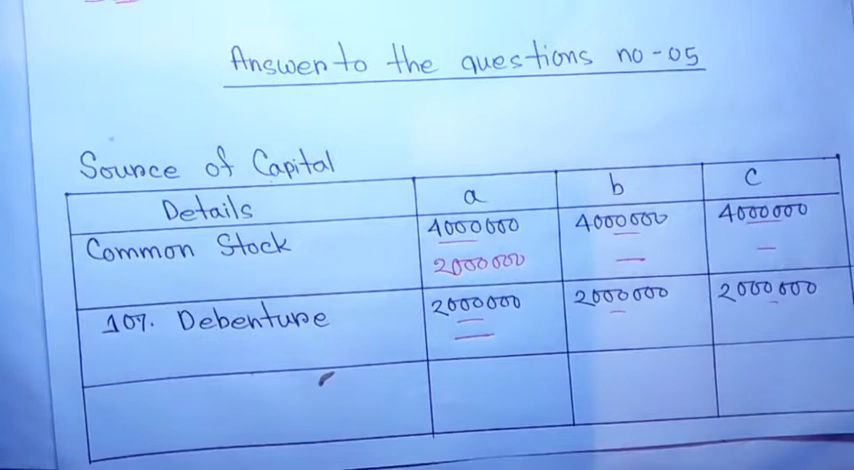 Answer to the questions no-05
Source of Capital
Details a b c
Common Stock 4000000 4000000 4000000
2000000 — — 
10%. Debenture 2000000 2000000 2000000
—